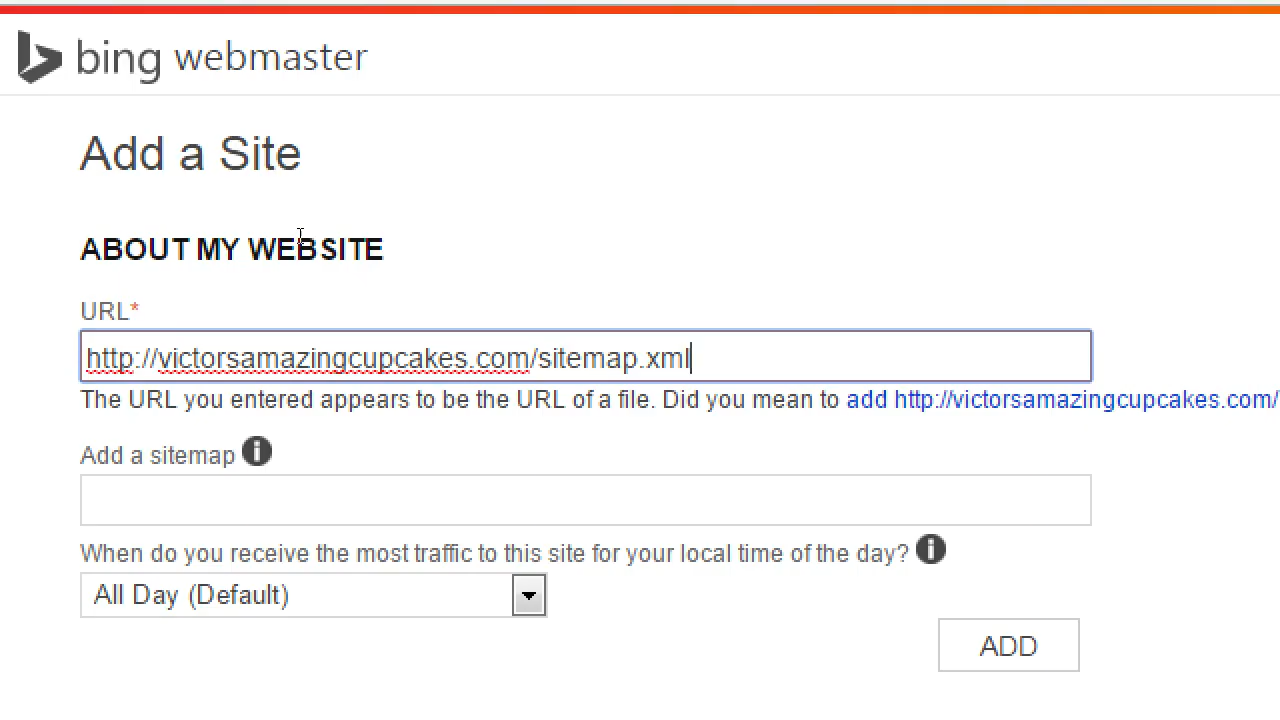 bing webmaster
Add a Site
ABOUT MY WEBSITE
URL*
http://victorsamazingcupcakes.com/sitemap.xml
The URL you entered appears to be the URL of a file. Did you mean to add http://victorsamazingcupcakes.com/
Add a sitemap
When do you receive the most traffic to this site for your local time of the day?
All Day (Default)
ADD